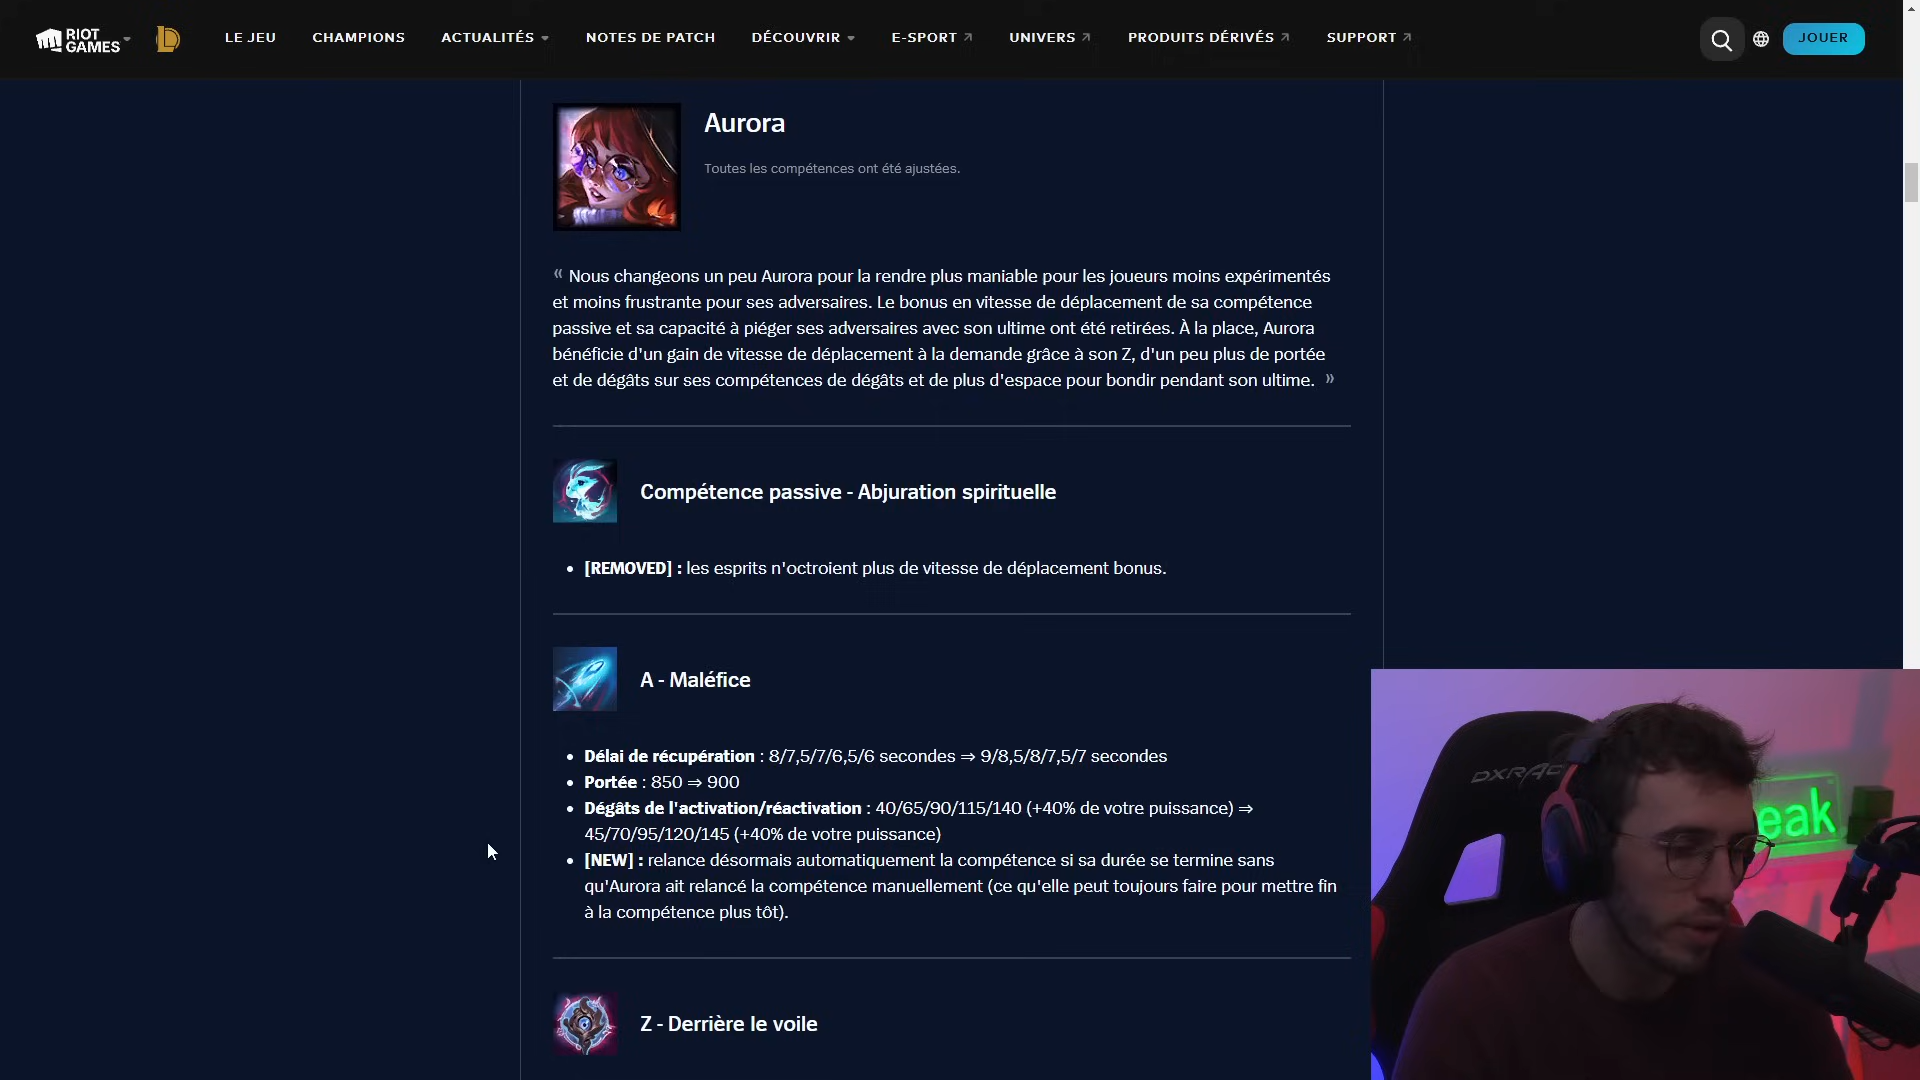 RIOT GAMES
LE JEU
CHAMPIONS
ACTUALITÉS
NOTES DE PATCH
DÉCOUVRIR
E-SPORT
UNIVERS
PRODUITS DÉRIVÉS
SUPPORT
JOUER
Aurora
Toutes les compétences ont été ajustées.
« Nous changeons un peu Aurora pour la rendre plus maniable pour les joueurs moins expérimentés
et moins frustrante pour ses adversaires. Le bonus en vitesse de déplacement de sa compétence
passive et sa capacité à piéger ses adversaires avec son ultime ont été retirées. À la place, Aurora
bénéficie d'un gain de vitesse de déplacement à la demande grâce à son Z, d'un peu plus de portée
et de dégâts sur ses compétences de dégâts et de plus d'espace pour bondir pendant son ultime. »
Compétence passive - Abjuration spirituelle
• [REMOVED] : les esprits n'octroient plus de vitesse de déplacement bonus.
A - Maléfice
• Délai de récupération : 8/7,5/7/6,5/6 secondes ⇒ 9/8,5/8/7,5/7 secondes
• Portée : 850 ⇒ 900
• Dégâts de l'activation/réactivation : 40/65/90/115/140 (+40% de votre puissance) ⇒
45/70/95/120/145 (+40% de votre puissance)
• [NEW] : relance désormais automatiquement la compétence si sa durée se termine sans
qu'Aurora ait relancé la compétence manuellement (ce qu'elle peut toujours faire pour mettre fin
à la compétence plus tôt).
Z - Derrière le voile
DXRAC
eak